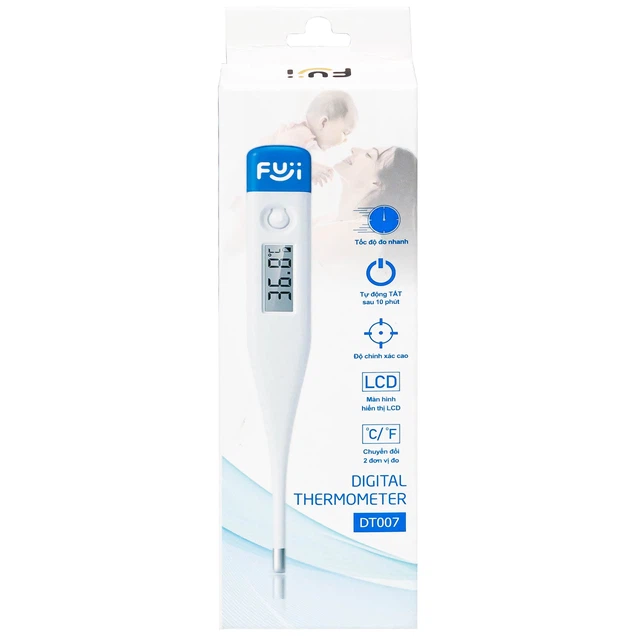 Fuji
Fuji
36.8°C M
Tốc độ đo nhanh
Tự động TẮT
sau 10 phút
Độ chính xác cao
LCD
Màn hình
hiển thị LCD
°C/°F
Chuyển đổi
2 đơn vị đo
DIGITAL
THERMOMETER
DT007